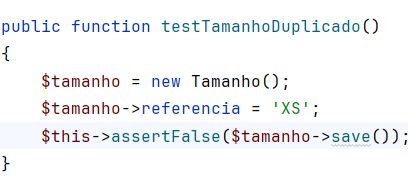 public function testTamanhoDuplicado()
{
    $tamanho = new Tamanho();
    $tamanho->referencia = 'XS';
    $this->assertFalse($tamanho->save());
}